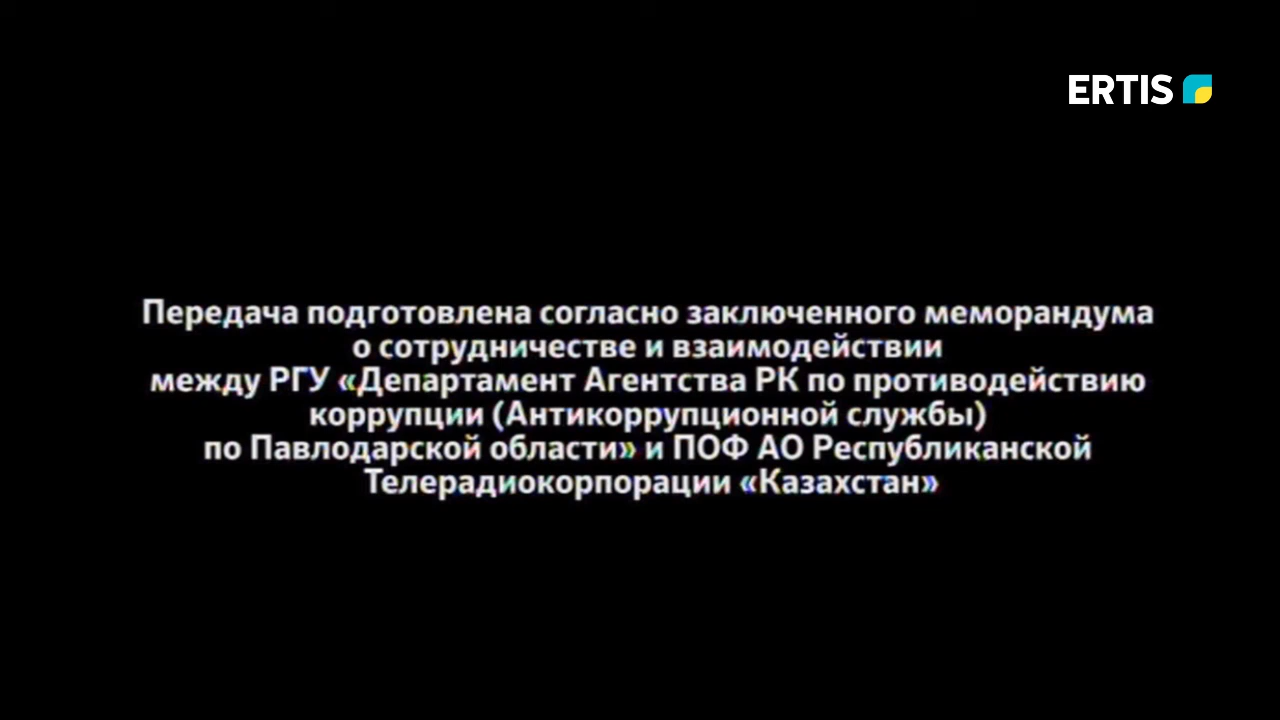 ERTIS
Передача подготовлена согласно заключенного меморандума
о сотрудничестве и взаимодействии
между РГУ «Департамент Агентства РК по противодействию
коррупции (Антикоррупционной службы)
по Павлодарской области» и ПОФ АО Республиканской
Телерадиокорпорации «Казахстан»